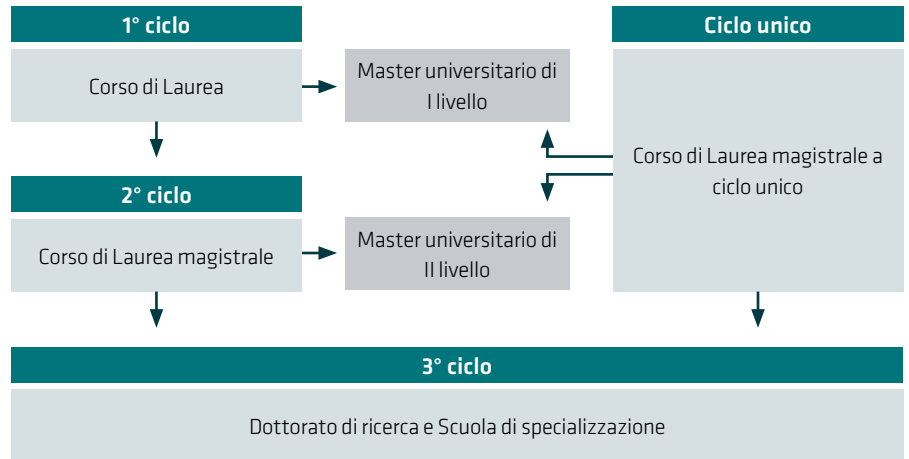 1° ciclo
Corso di Laurea
Master universitario di
I livello
Ciclo unico
Corso di Laurea magistrale a
ciclo unico
2° ciclo
Corso di Laurea magistrale
Master universitario di
II livello
3° ciclo
Dottorato di ricerca e Scuola di specializzazione